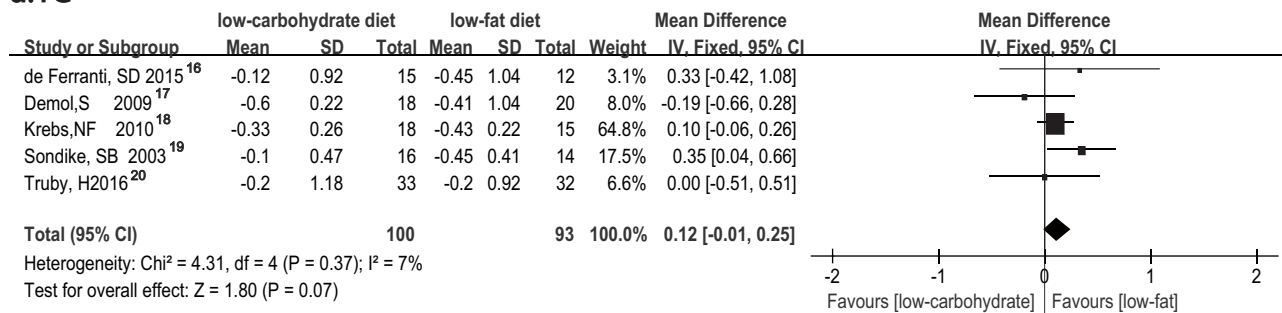 low-carbohydrate diet low-fat diet Mean Difference Mean Difference
Study or Subgroup Mean SD Total Mean SD Total Weight IV, Fixed, 95% CI IV, Fixed, 95% CI
de Ferranti, SD 2015 16 -0.12 0.92 15 -0.45 1.04 12 3.1% 0.33 [-0.42, 1.08]
Demol,S 2009 17 -0.6 0.22 18 -0.41 1.04 20 8.0% -0.19 [-0.66, 0.28]
Krebs,NF 2010 18 -0.33 0.26 18 -0.43 0.22 15 64.8% 0.10 [-0.06, 0.26]
Sondike, SB 2003 19 -0.1 0.47 16 -0.45 0.41 14 17.5% 0.35 [0.04, 0.66]
Truby, H2016 20 -0.2 1.18 33 -0.2 0.92 32 6.6% 0.00 [-0.51, 0.51]
Total (95% CI) 100 93 100.0% 0.12 [-0.01, 0.25]
Heterogeneity: Chi² = 4.31, df = 4 (P = 0.37); I² = 7%
Test for overall effect: Z = 1.80 (P = 0.07)
-2 -1 0 1 2
Favours [low-carbohydrate] Favours [low-fat]